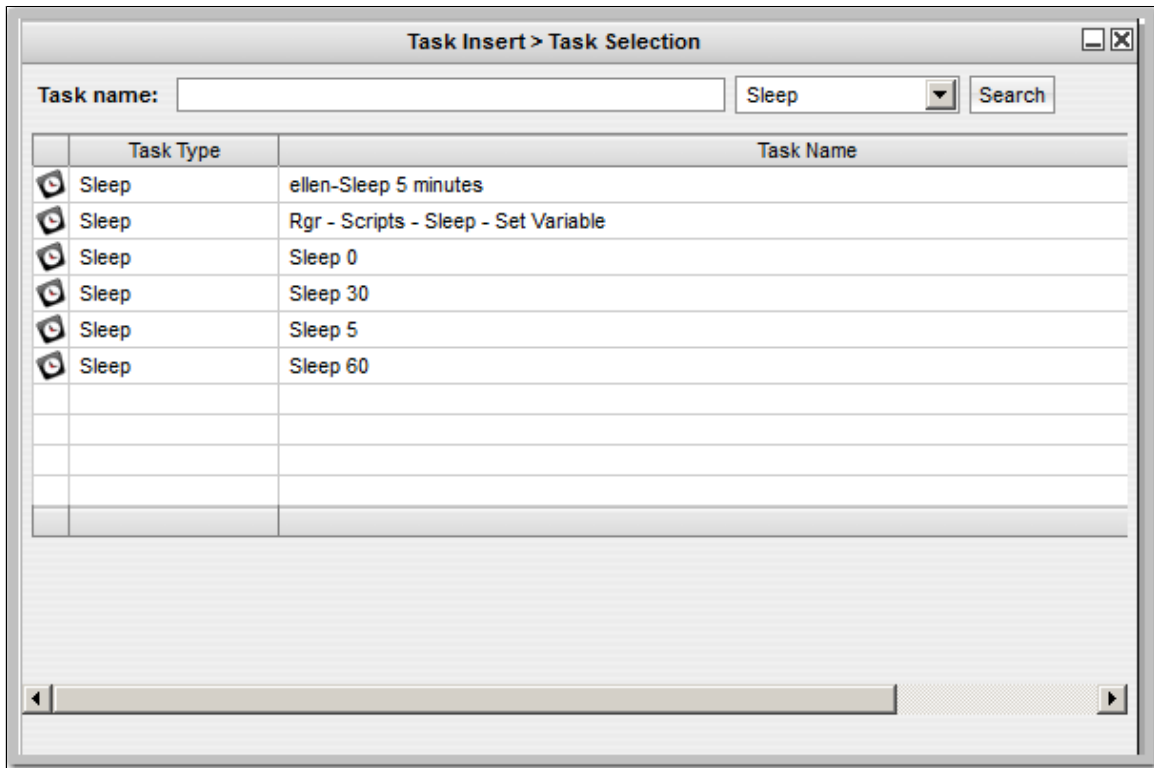 Task Insert > Task Selection
Task name: Sleep Search
Task Type Task Name
Sleep ellen-Sleep 5 minutes
Sleep Rgr - Scripts - Sleep - Set Variable
Sleep Sleep 0
Sleep Sleep 30
Sleep Sleep 5
Sleep Sleep 60